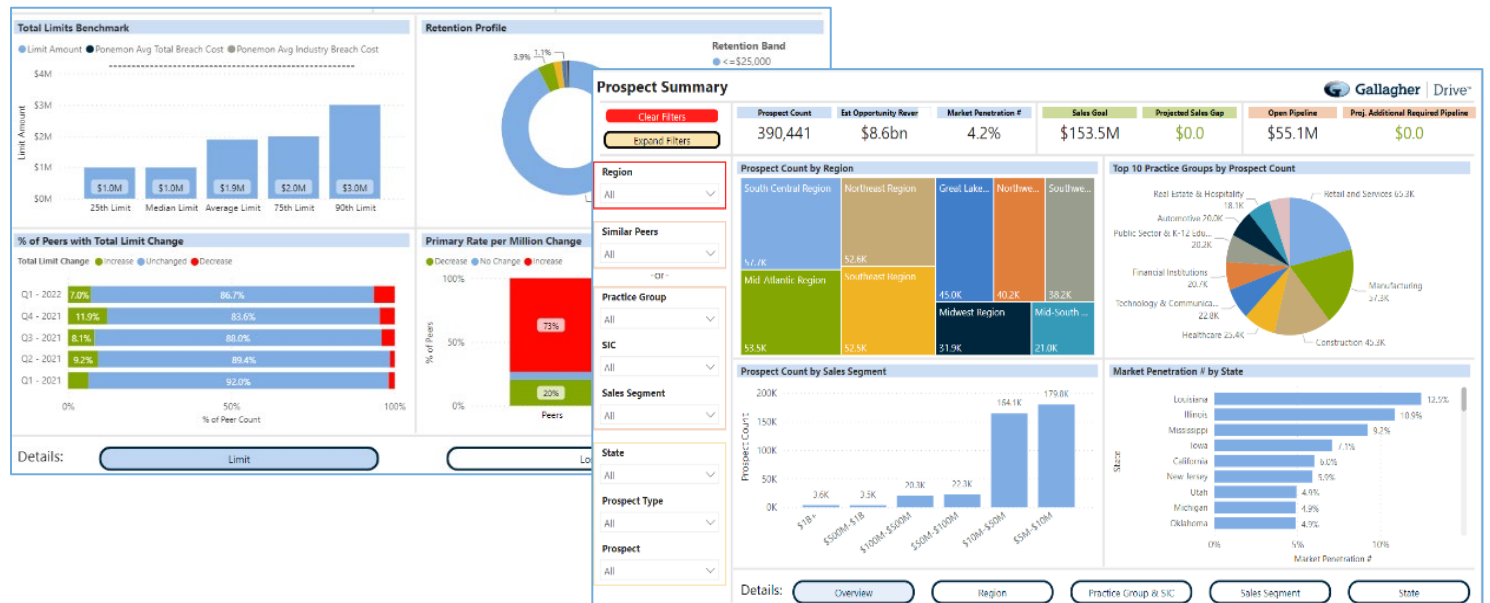 Total Limits Benchmark
Limit Amount Ponemon Avg Total Breach Cost Ponemon Avg Industry Breach Cost
$4M
$3M
$2M
$1M
$0M
Limit Amount
$1.0M $1.0M $1.9M $2.0M $3.0M
25th Limit Median Limit Average Limit 75th Limit 90th Limit
Retention Profile
3.9% 1.1%
Retention Band
<=$25,000
% of Peers with Total Limit Change
Total Limit Change Increase Unchanged Decrease
Q1 - 2022 7.0% 86.7%
Q4 - 2021 11.9% 83.6%
Q3 - 2021 8.1% 88.0%
Q2 - 2021 9.2% 89.4%
Q1 - 2021 92.0%
0% 50% 100%
% of Peer Count
Primary Rate per Million Change
Decrease No Change Increase
100%
50%
0%
% of Peers
73%
20%
Peers
Details:
Limit
Lo
Prospect Summary
Gallagher | Drive
Clear Filters
Expand Filters
Prospect Count
390,441
Est Opportunity Rever
$8.6bn
Market Penetration #
4.2%
Sales Goal
$153.5M
Projected Sales Gap
$0.0
Open Pipeline
$55.1M
Proj. Additional Required Pipeline
$0.0
Region
All
Similar Peers
All
-or-
Practice Group
All
SIC
All
Sales Segment
All
State
All
Prospect Type
All
Prospect
All
Prospect Count by Region
South Central Region
57.7K
Mid Atlantic Region
53.5K
Northeast Region
52.6K
Southeast Region
52.5K
Great Lake...
45.0K
Northwe...
40.2K
Southwe...
38.2K
Midwest Region
31.9K
Mid-South ...
21.0K
Top 10 Practice Groups by Prospect Count
Real Estate & Hospitality
18.1K
Automotive 20.0K
Public Sector & K-12 Edu...
20.2K
Financial Institutions
20.7K
Technology & Communica...
22.8K
Healthcare 25.4K
Retail and Services 65.3K
Manufacturing
57.3K
Construction 45.3K
Prospect Count by Sales Segment
200K
150K
100K
50K
0K
Prospect Count
3.6K 3.5K 20.3K 22.3K 164.1K 179.0K
$1B+ $500M-$1B $100M-$500M $50M-$100M $10M-$50M $5M-$10M
Market Penetration # by State
State
Louisiana 12.5%
Illinois 10.9%
Mississippi 9.2%
Iowa 7.1%
California 6.0%
New Jersey 5.9%
Utah 4.9%
Michigan 4.9%
Oklahoma 4.9%
0% 5% 10%
Market Penetration #
Details:
Overview
Region
Practice Group & SIC
Sales Segment
State